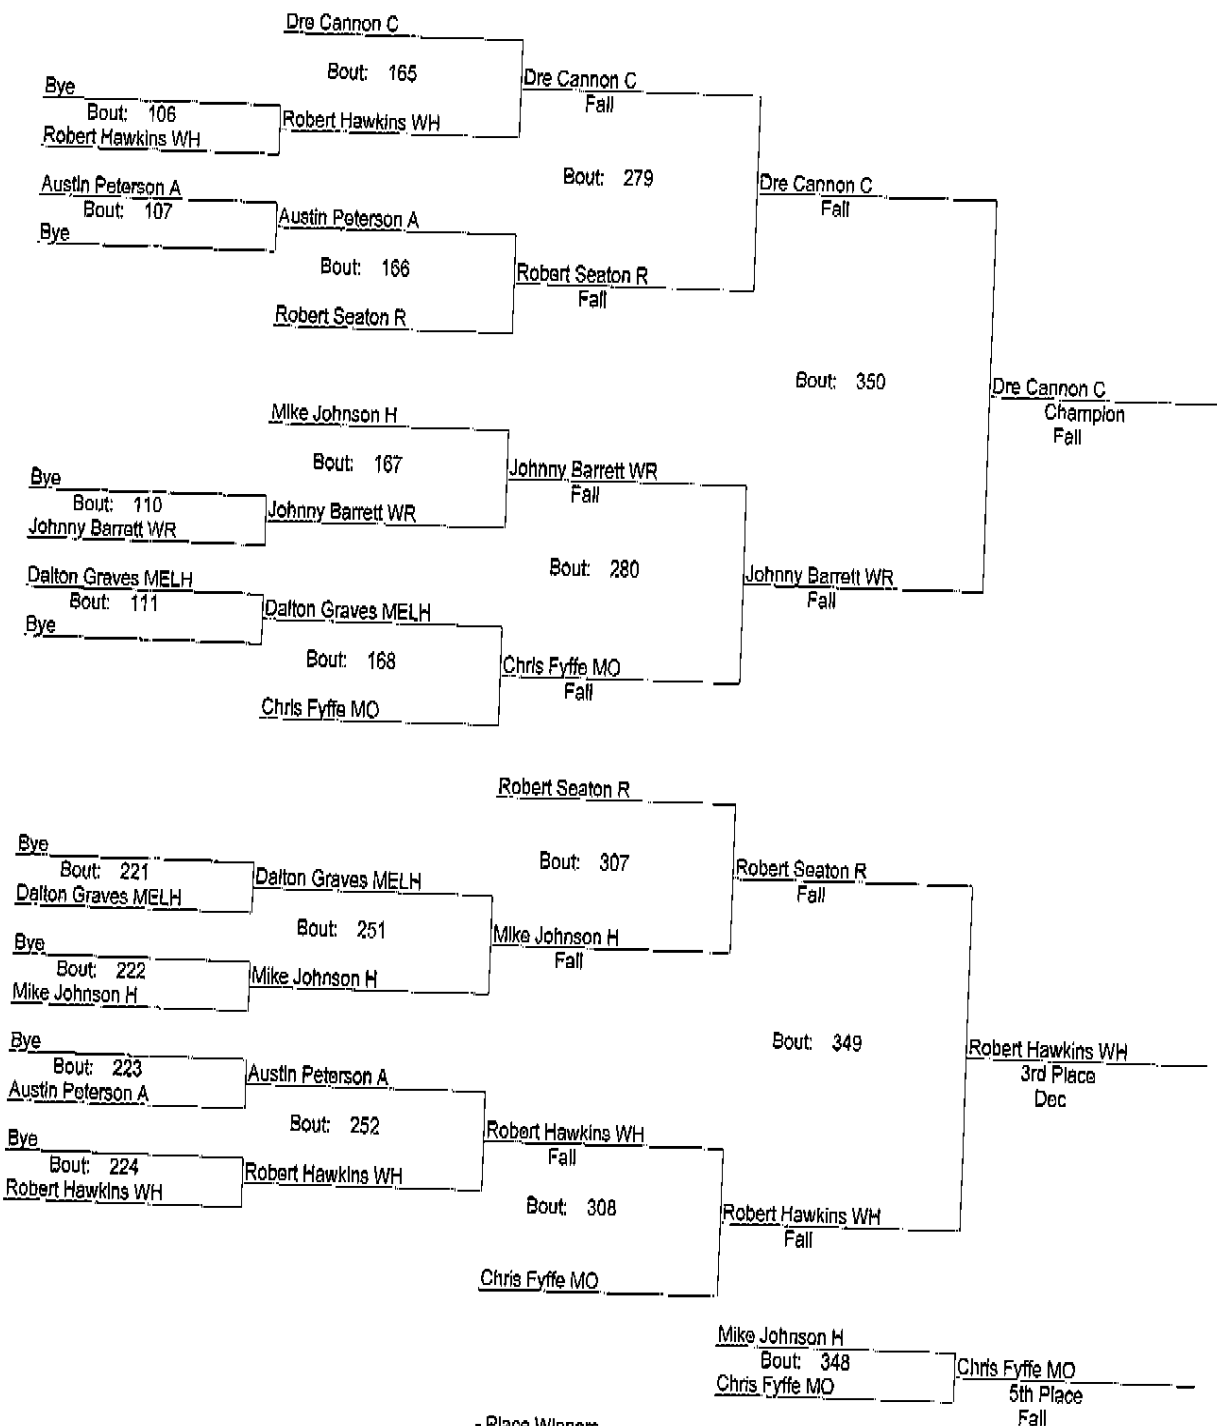 Dre Cannon C
Bout: 165
Bye
Bout: 106
Robert Hawkins WH
Robert Hawkins WH
Dre Cannon C
Fall
Austin Peterson A
Bout: 107
Bye
Austin Peterson A
Bout: 166
Robert Seaton R
Robert Seaton R
Fall
Bout: 279
Dre Cannon C
Fall
Mike Johnson H
Bout: 167
Bye
Bout: 110
Johnny Barrett WR
Johnny Barrett WR
Johnny Barrett WR
Fall
Dalton Graves MELH
Bout: 111
Bye
Dalton Graves MELH
Bout: 168
Chris Fyffe MO
Chris Fyffe MO
Fall
Bout: 280
Johnny Barrett WR
Fall
Bout: 350
Dre Cannon C
Champion
Fall
Robert Seaton R
Bout: 307
Bye
Bout: 221
Dalton Graves MELH
Dalton Graves MELH
Bout: 251
Bye
Bout: 222
Mike Johnson H
Mike Johnson H
Mike Johnson H
Fall
Robert Seaton R
Fall
Bye
Bout: 223
Austin Peterson A
Austin Peterson A
Bout: 252
Bye
Bout: 224
Robert Hawkins WH
Robert Hawkins WH
Robert Hawkins WH
Fall
Bout: 308
Chris Fyffe MO
Robert Hawkins WH
Fall
Bout: 349
Robert Hawkins WH
3rd Place
Dec
Mike Johnson H
Bout: 348
Chris Fyffe MO
Chris Fyffe MO
5th Place
Fall
- Place Winners